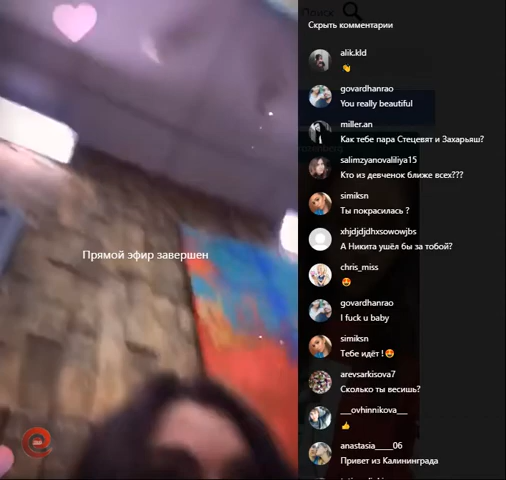 Поиск
Скрыть комментарии
alik.kld
👏
govardhanrao
You really beautiful
miller.an
Как тебе пара Стецевят и Захарьяш?
salimzyanovaliliya15
Кто из девченок ближе всех???
simiksn
Ты покрасилась ?
xhjdjdjdhxsowowjbs
А Никита ушёл бы за тобой?
chris_miss
😍
govardhanrao
I fuck u baby
simiksn
Тебе идёт !😍
arevsarkisova7
Сколько ты весишь?
___ovhinnikova___
👍
anastasia____06
Привет из Калининграда
Прямой эфир завершен